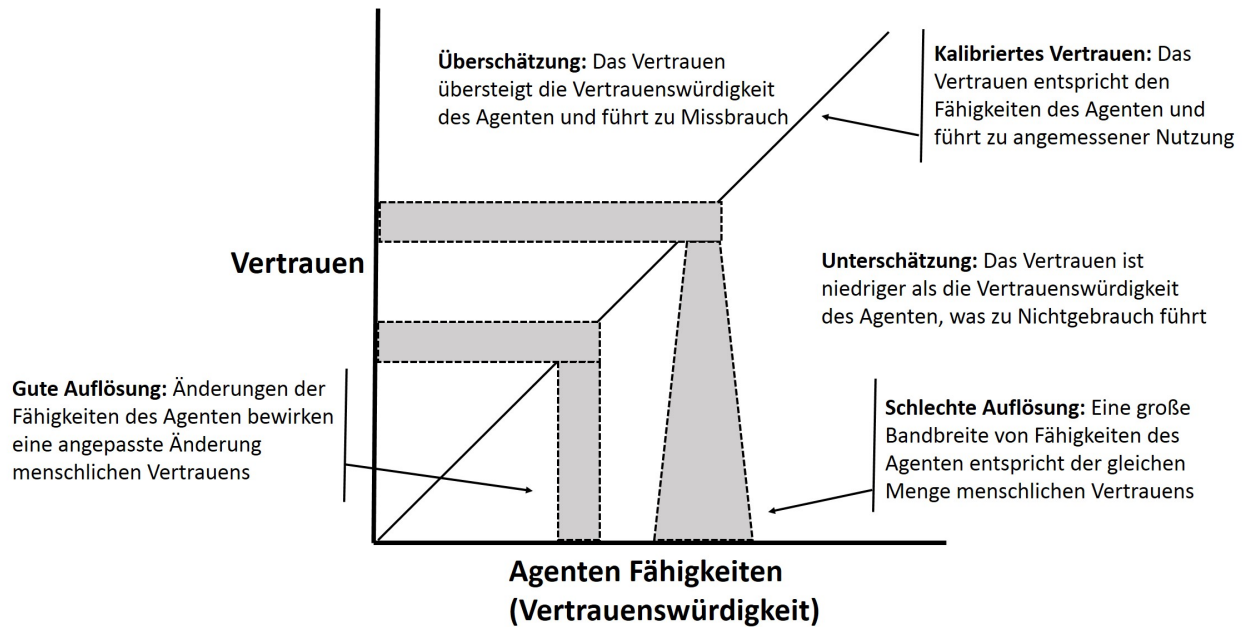 Überschätzung: Das Vertrauen
übersteigt die Vertrauenswürdigkeit
des Agenten und führt zu Missbrauch
Kalibriertes Vertrauen: Das
Vertrauen entspricht den
Fähigkeiten des Agenten und
führt zu angemessener Nutzung
Vertrauen
Unterschätzung: Das Vertrauen ist
niedriger als die Vertrauenswürdigkeit
des Agenten, was zu Nichtgebrauch führt
Gute Auflösung: Änderungen der
Fähigkeiten des Agenten bewirken
eine angepasste Änderung
menschlichen Vertrauens
Schlechte Auflösung: Eine große
Bandbreite von Fähigkeiten des
Agenten entspricht der gleichen
Menge menschlichen Vertrauens
Agenten Fähigkeiten
(Vertrauenswürdigkeit)